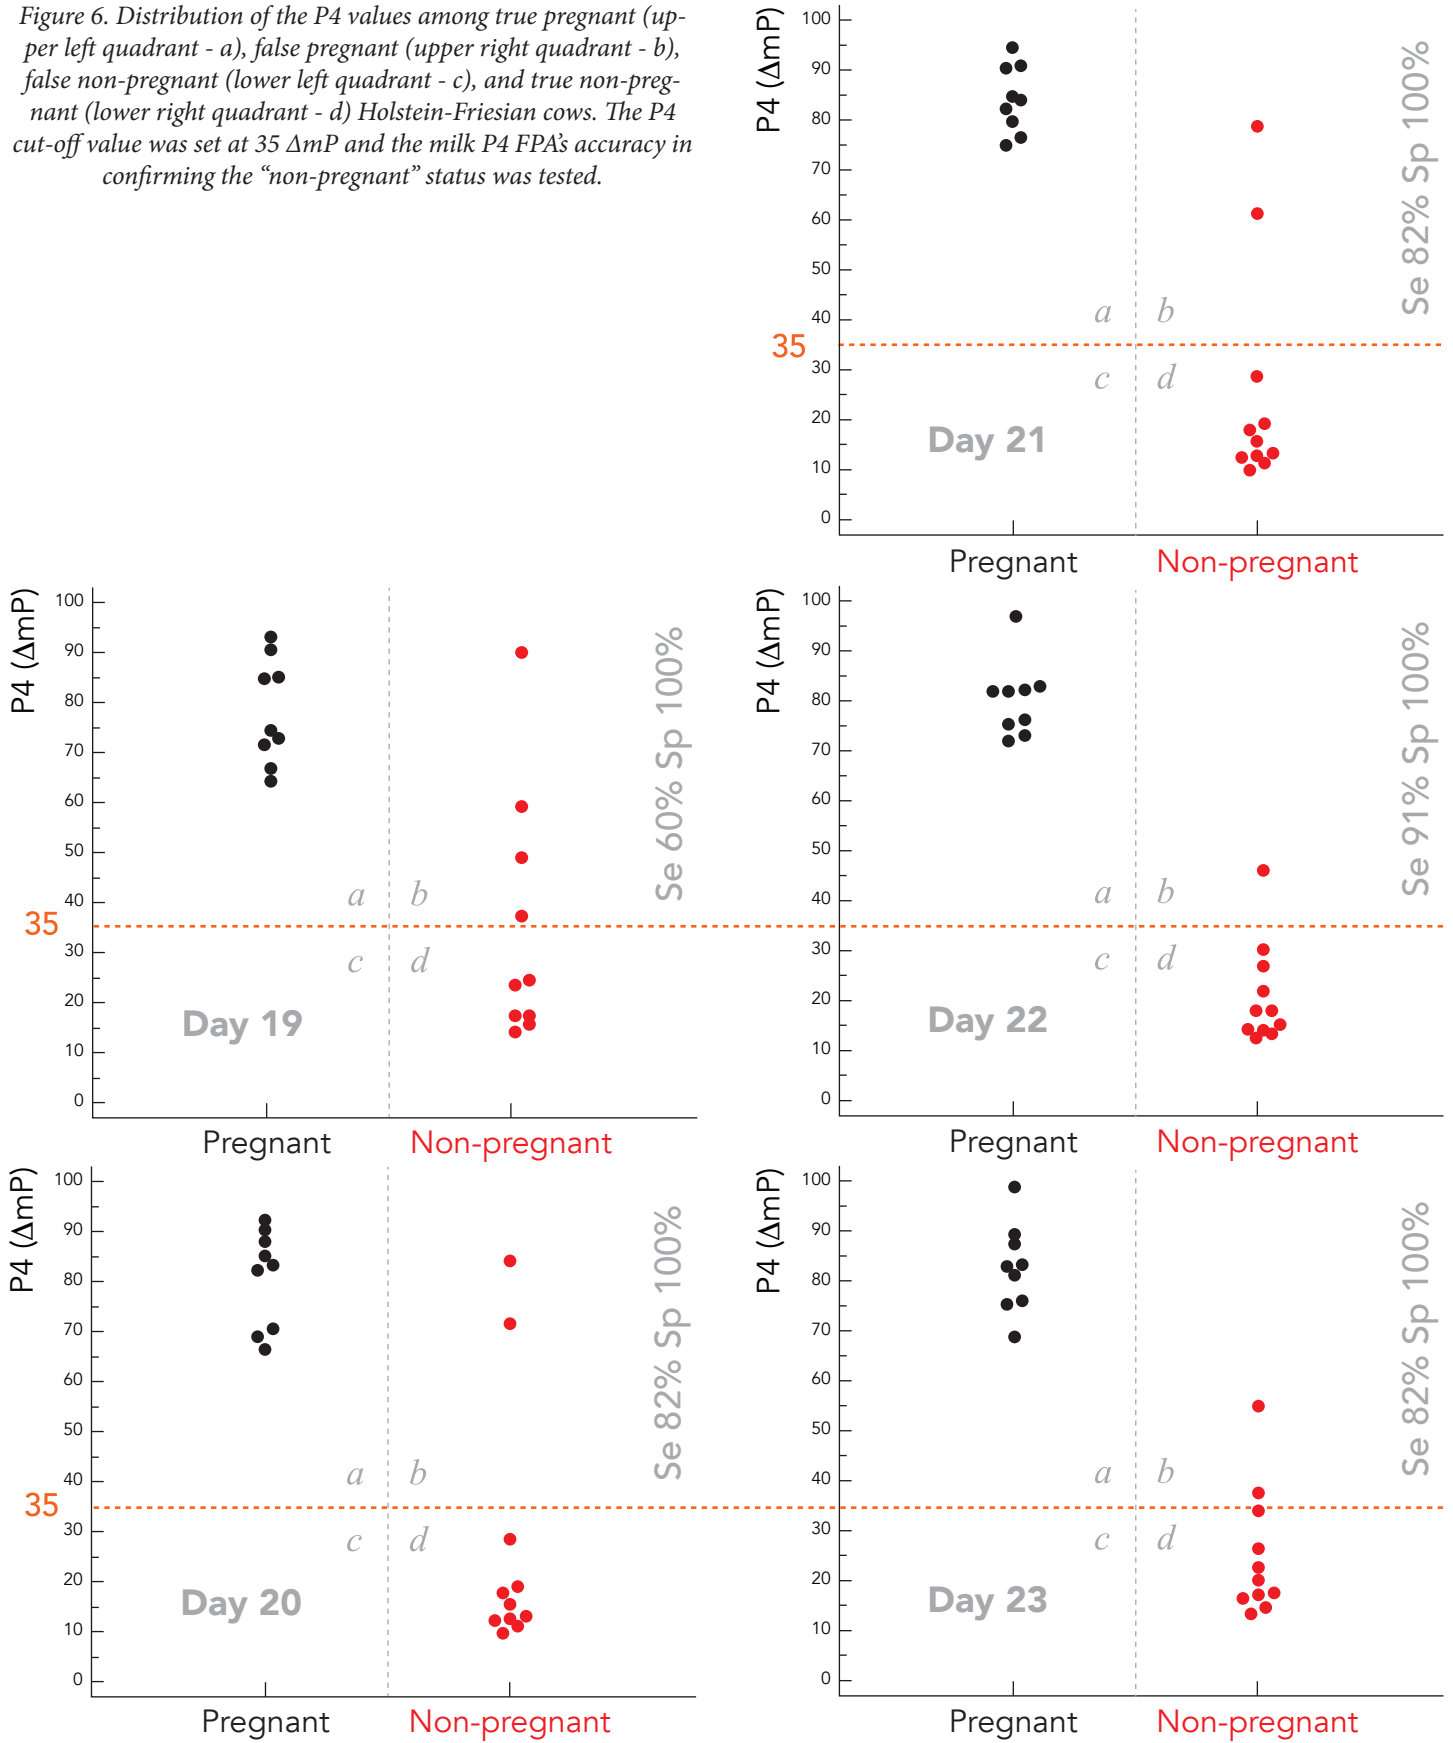 Figure 6. Distribution of the P4 values among true pregnant (up-
per left quadrant - a), false pregnant (upper right quadrant - b),
false non-pregnant (lower left quadrant - c), and true non-preg-
nant (lower right quadrant - d) Holstein-Friesian cows. The P4
cut-off value was set at 35 ΔmP and the milk P4 FPA's accuracy in
confirming the “non-pregnant” status was tested.
P4 (ΔmP)
100
90
80
70
60
50
40
35
30
20
10
0
a b
c d
Day 21
Se 82% Sp 100%
Pregnant Non-pregnant
P4 (ΔmP)
100
90
80
70
60
50
40
35
30
20
10
0
a b
c d
Day 19
Se 60% Sp 100%
Pregnant Non-pregnant
P4 (ΔmP)
100
90
80
70
60
50
40
30
20
10
0
a b
c d
Day 22
Se 91% Sp 100%
Pregnant Non-pregnant
P4 (ΔmP)
100
90
80
70
60
50
40
35
30
20
10
0
a b
c d
Day 20
Se 82% Sp 100%
Pregnant Non-pregnant
P4 (ΔmP)
100
90
80
70
60
50
40
30
20
10
0
a b
c d
Day 23
Se 82% Sp 100%
Pregnant Non-pregnant